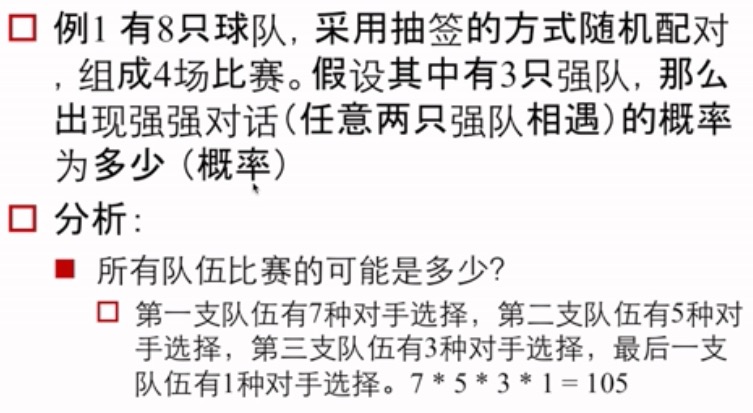 例1 有8只球队，采用抽签的方式随机配对
，组成4场比赛。假设其中有3只强队，那么
出现强强对话（任意两只强队相遇）的概率
为多少（概率）
分析：
所有队伍比赛的可能是多少？
第一支队伍有7种对手选择，第二支队伍有5种对
手选择，第三支队伍有3种对手选择，最后一支
队伍有1种对手选择。7 * 5 * 3 * 1 = 105